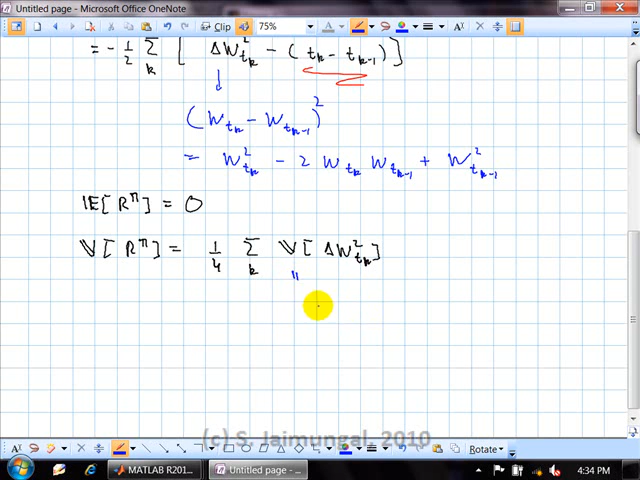 Untitled page - Microsoft OneNote
Clip 75%
= - 1/2 Σ_k [ ΔW²_{t_k} - ( t_k - t_{k-1} ) ]
( W_{t_k} - W_{t_{k-1}} )²
= W²_{t_k} - 2 W_{t_k} W_{t_{k-1}} + W²_{t_{k-1}}
𝔼[ R^π ] = 0
𝕍[ R^π ] = 1/4 Σ_k 𝕍[ ΔW²_{t_k} ]
"
(c) S. Jaimungal, 2010
Rotate
MATLAB R201... Untitled page - ... 4:34 PM